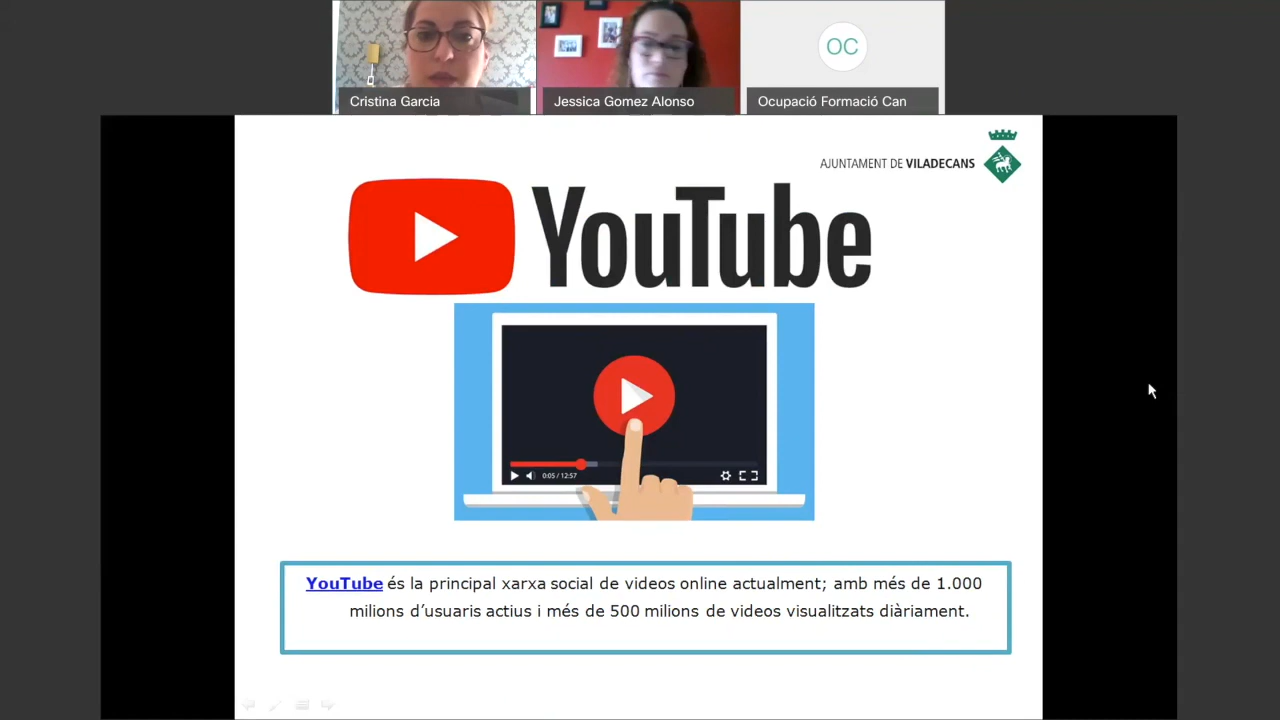 Cristina Garcia
Jessica Gomez Alonso
OC
Ocupació Formació Can
AJUNTAMENT DE VILADECANS
YouTube
0:05 / 12:57
YouTube és la principal xarxa social de videos online actualment; amb més de 1.000
milions d’usuaris actius i més de 500 milions de videos visualitzats diàriament.